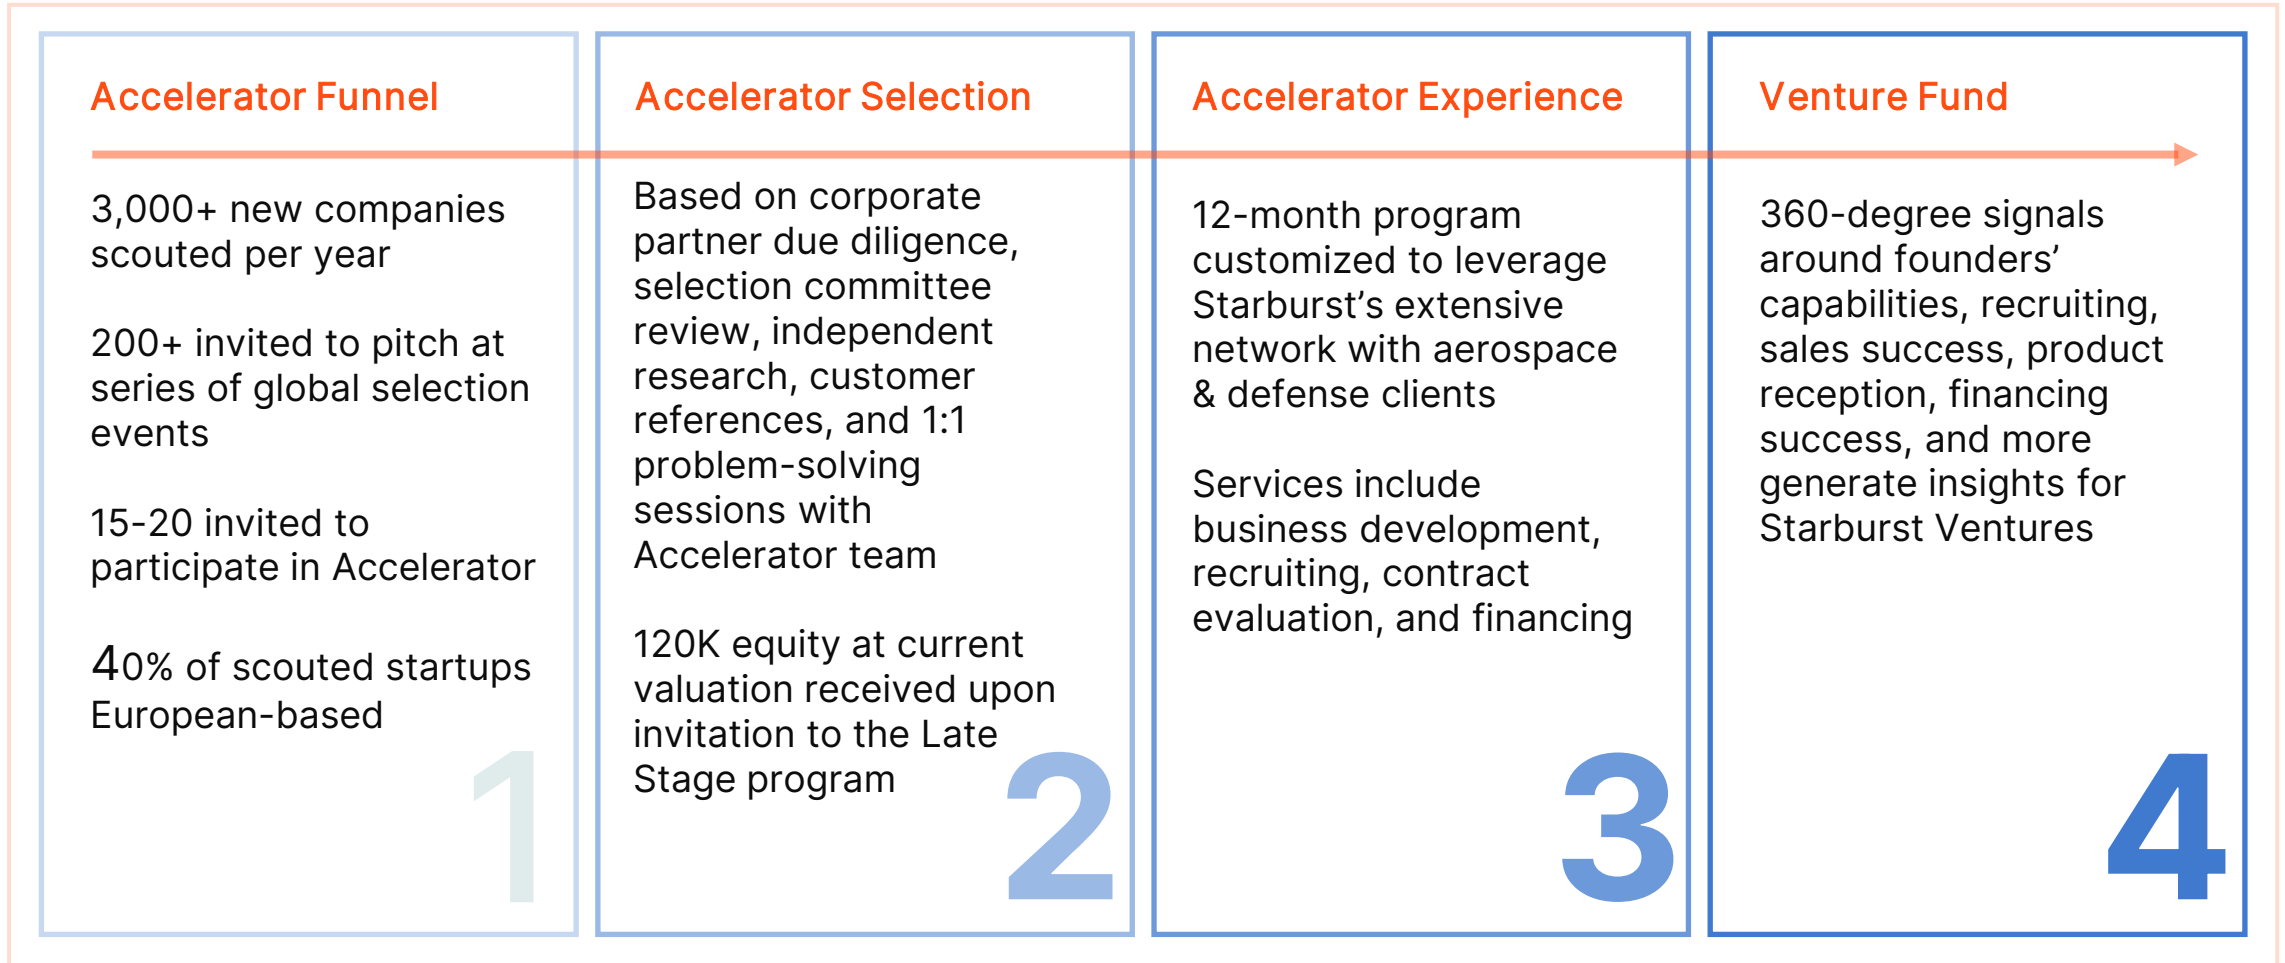 Accelerator Funnel
3,000+ new companies
scouted per year
200+ invited to pitch at
series of global selection
events
15-20 invited to
participate in Accelerator
40% of scouted startups
European-based
1
Accelerator Selection
Based on corporate
partner due diligence,
selection committee
review, independent
research, customer
references, and 1:1
problem-solving
sessions with
Accelerator team
120K equity at current
valuation received upon
invitation to the Late
Stage program
2
Accelerator Experience
12-month program
customized to leverage
Starburst’s extensive
network with aerospace
& defense clients
Services include
business development,
recruiting, contract
evaluation, and financing
3
Venture Fund
360-degree signals
around founders’
capabilities, recruiting,
sales success, product
reception, financing
success, and more
generate insights for
Starburst Ventures
4